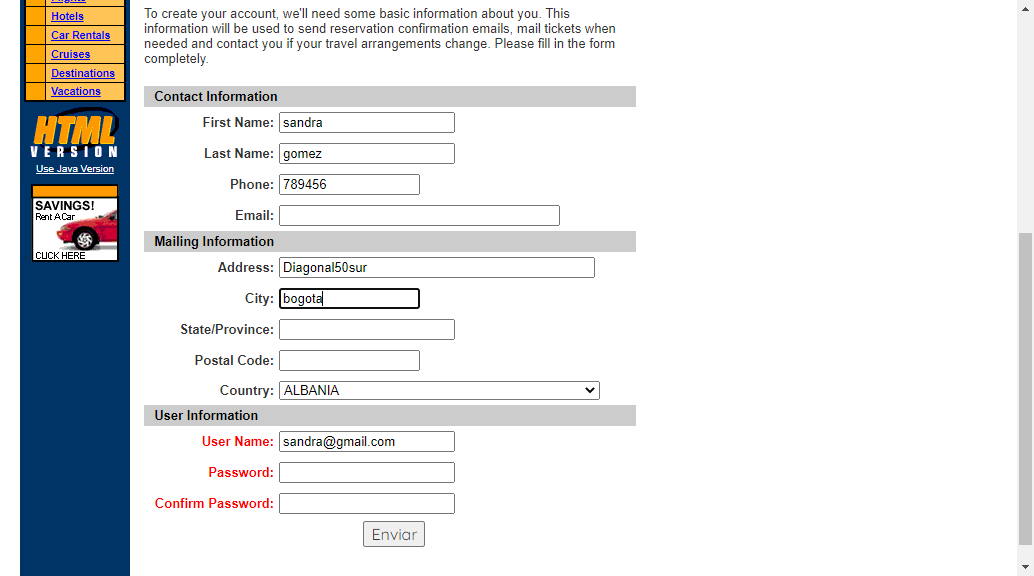 Hotels
Car Rentals
Cruises
Destinations
Vacations
HTML
VERSION
Use Java Version
SAVINGS!
Rent A Car
CLICK HERE
To create your account, we'll need some basic information about you. This
information will be used to send reservation confirmation emails, mail tickets when
needed and contact you if your travel arrangements change. Please fill in the form
completely.
Contact Information
First Name: sandra
Last Name: gomez
Phone: 789456
Email:
Mailing Information
Address: Diagonal50sur
City: bogota
State/Province:
Postal Code:
Country: ALBANIA
User Information
User Name: sandra@gmail.com
Password:
Confirm Password:
Enviar